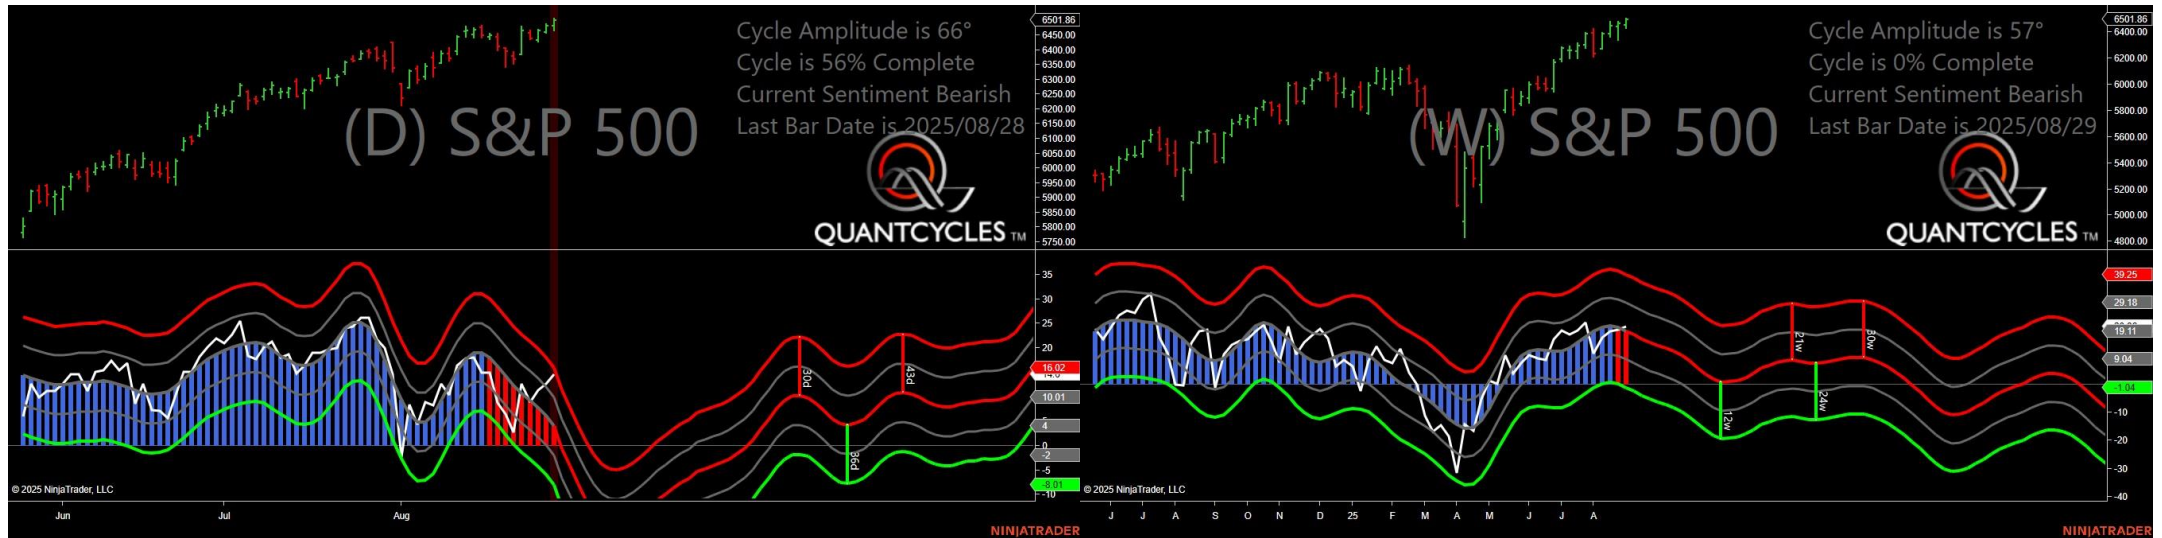 6501.86
6450.00
6400.00
6350.00
6300.00
6250.00
6200.00
6150.00
6100.00
6050.00
6000.00
5950.00
5900.00
5850.00
5800.00
5750.00
Cycle Amplitude is 66°
Cycle is 56% Complete
Current Sentiment Bearish
Last Bar Date is 2025/08/28
(D) S&P 500
QUANTCYCLES TM
35
30
25
20
16.02
10.01
5
4
0
-2
-5
-8.01
-10
30d
36d
43d
© 2025 NinjaTrader, LLC
Jun Jul Aug
NINJATRADER
6501.86
6400.00
6200.00
6000.00
5800.00
5600.00
5400.00
5200.00
5000.00
4800.00
Cycle Amplitude is 57°
Cycle is 0% Complete
Current Sentiment Bearish
Last Bar Date is 2025/08/29
(W) S&P 500
QUANTCYCLES TM
39.25
29.18
19.11
9.04
-1.04
-10
-20
-30
-40
12w
21w
24w
30w
© 2025 NinjaTrader, LLC
J J A S O N D 25 F M A M J J A
NINJATRADER